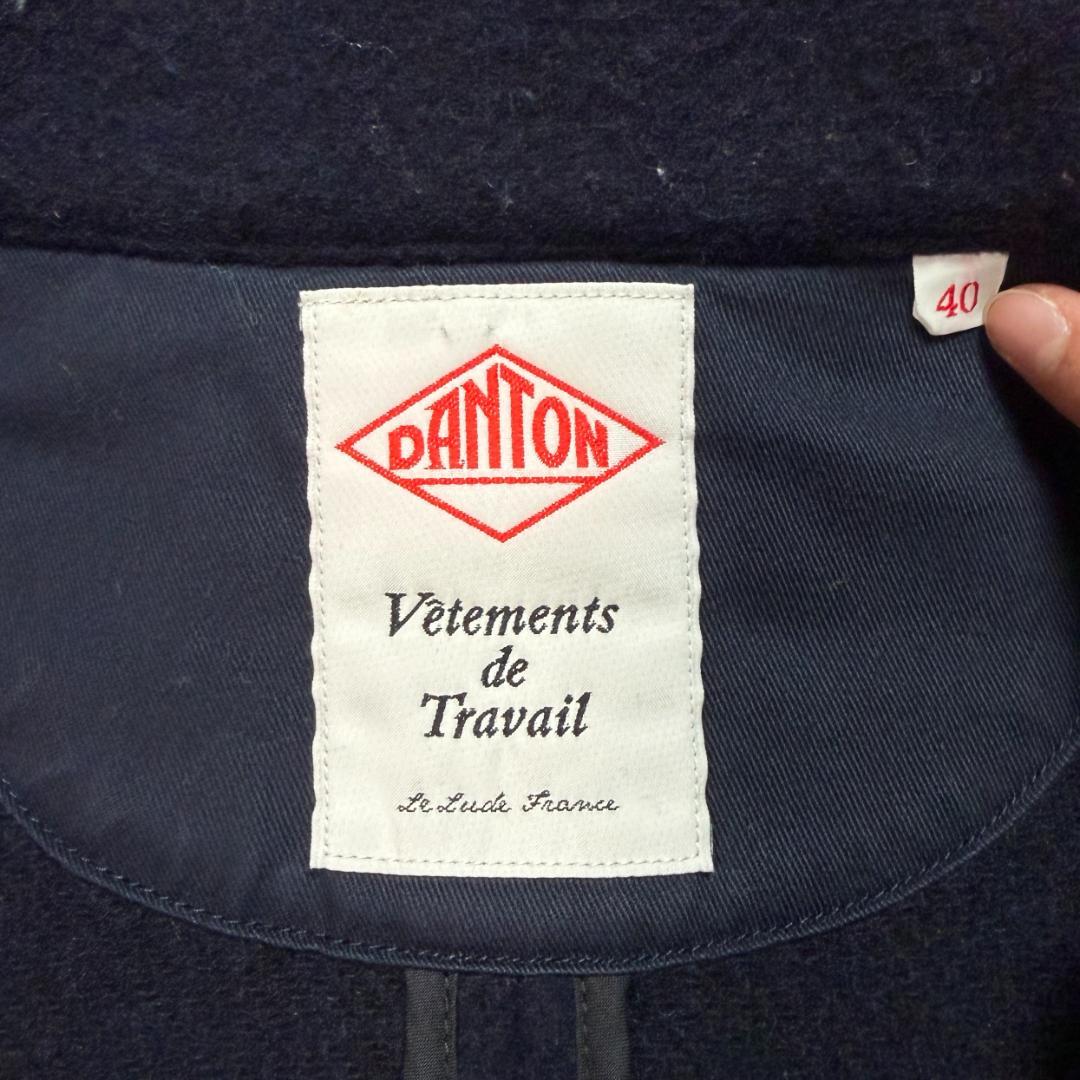 40
DANTON
Vêtements
de
Travail
Le Lude France